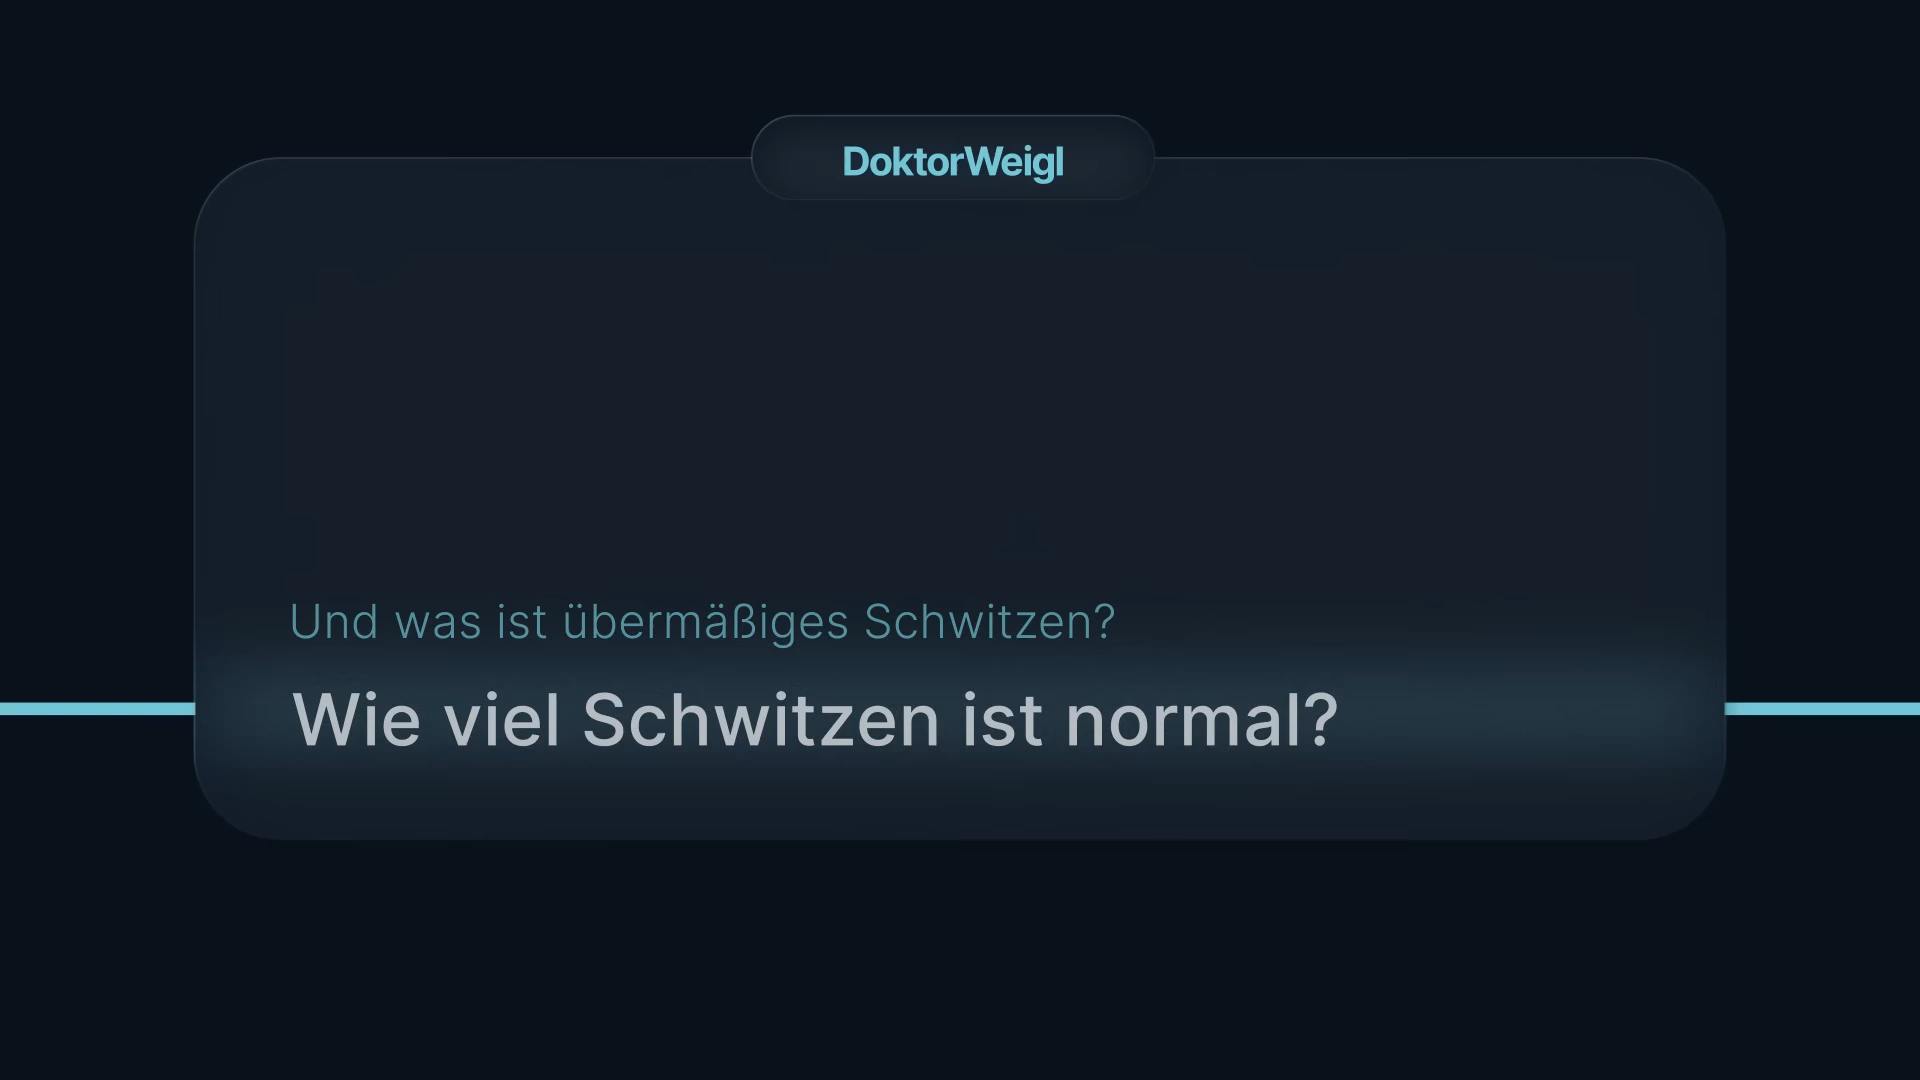 DoktorWeigl
Und was ist übermäßiges Schwitzen?
Wie viel Schwitzen ist normal?